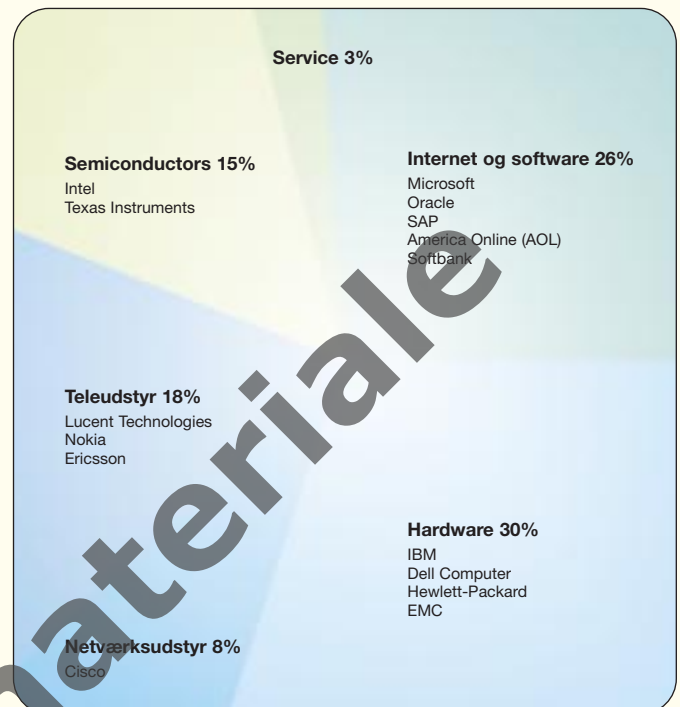 Service 3%
Semiconductors 15%
Intel
Texas Instruments
Internet og software 26%
Microsoft
Oracle
SAP
America Online (AOL)
Softbank
Teleudstyr 18%
Lucent Technologies
Nokia
Ericsson
Hardware 30%
IBM
Dell Computer
Hewlett-Packard
EMC
Netværksudstyr 8%
Cisco
materiale